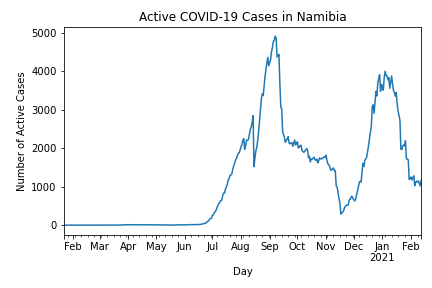 Active COVID-19 Cases in Namibia
Number of Active Cases
5000
4000
3000
2000
1000
0
Feb Mar Apr May Jun Jul Aug Sep Oct Nov Dec Jan Feb
2021
Day